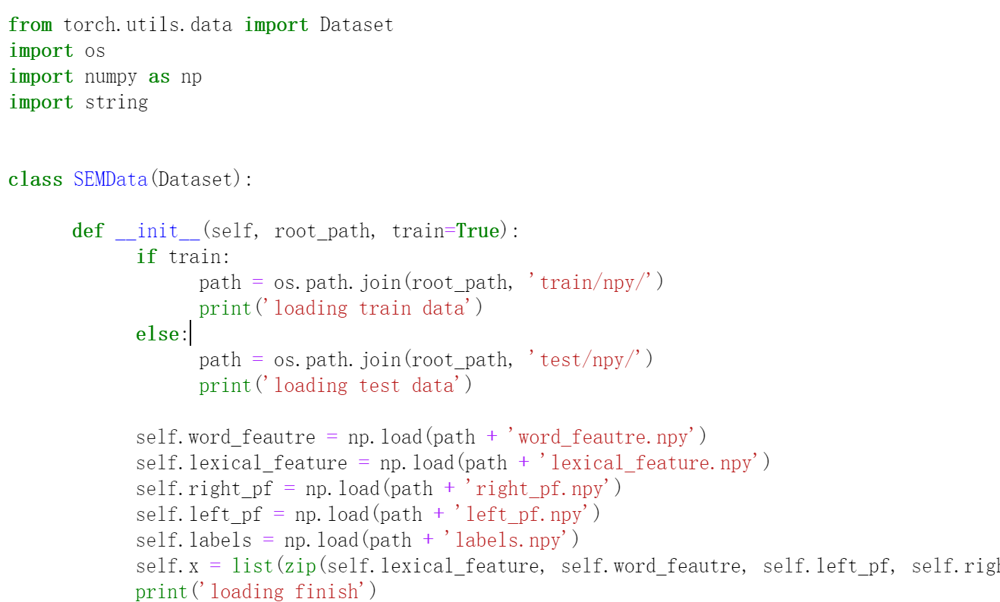 from torch.utils.data import Dataset
import os
import numpy as np
import string
class SEMData(Dataset):
def __init__(self, root_path, train=True):
if train:
path = os.path.join(root_path, 'train/npy/')
print('loading train data')
else:
path = os.path.join(root_path, 'test/npy/')
print('loading test data')
self.word_feautre = np.load(path + 'word_feautre.npy')
self.lexical_feature = np.load(path + 'lexical_feature.npy')
self.right_pf = np.load(path + 'right_pf.npy')
self.left_pf = np.load(path + 'left_pf.npy')
self.labels = np.load(path + 'labels.npy')
self.x = list(zip(self.lexical_feature, self.word_feautre, self.left_pf,
print('loading finish')